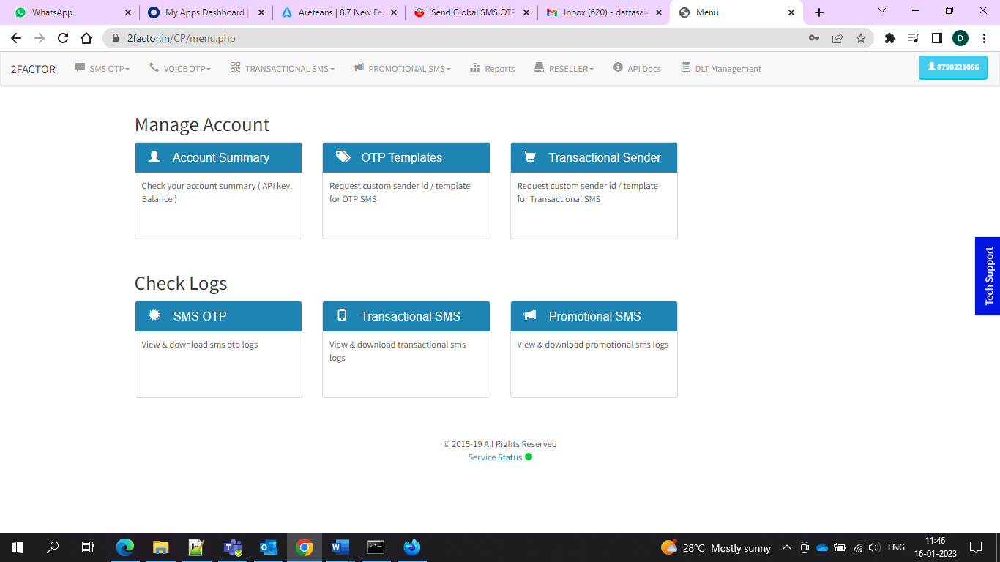 WhatsApp
My Apps Dashboard |
Areteans | 8.7 New Fe
Send Global SMS OTP
Inbox (620) - dattasai4
Menu
2factor.in/CP/menu.php
D
2FACTOR
SMS OTP
VOICE OTP
TRANSACTIONAL SMS
PROMOTIONAL SMS
Reports
RESELLER
API Docs
DLT Management
8790221066
Manage Account
Account Summary
Check your account summary ( API key,
Balance )
OTP Templates
Request custom sender id / template
for OTP SMS
Transactional Sender
Request custom sender id / template
for Transactional SMS
Tech Support
Check Logs
SMS OTP
View & download sms otp logs
Transactional SMS
View & download transactional sms
logs
Promotional SMS
View & download promotional sms logs
© 2015-19 All Rights Reserved
Service Status
28°C Mostly sunny
ENG
11:46
16-01-2023